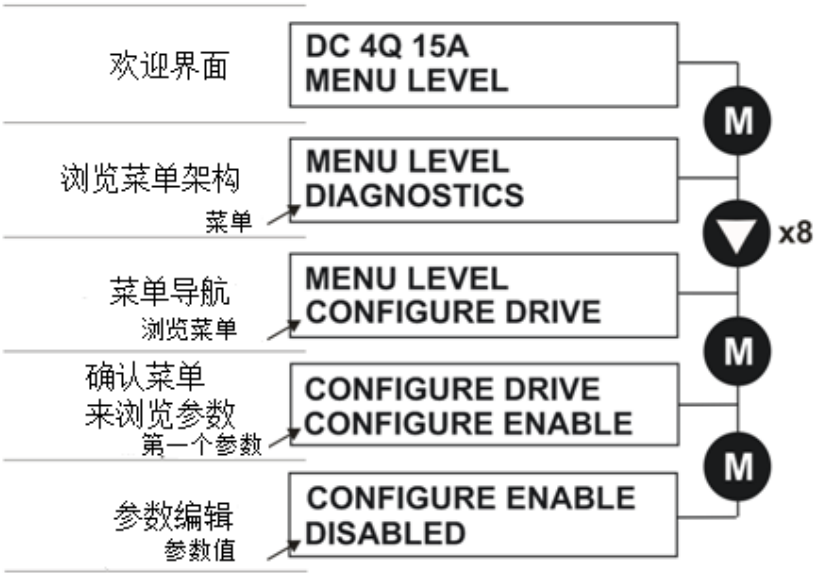 欢迎界面
DC 4Q 15A
MENU LEVEL
M
浏览菜单架构
菜单
MENU LEVEL
DIAGNOSTICS
x8
菜单导航
浏览菜单
MENU LEVEL
CONFIGURE DRIVE
M
确认菜单
来浏览参数
第一个参数
CONFIGURE DRIVE
CONFIGURE ENABLE
M
参数编辑
参数值
CONFIGURE ENABLE
DISABLED